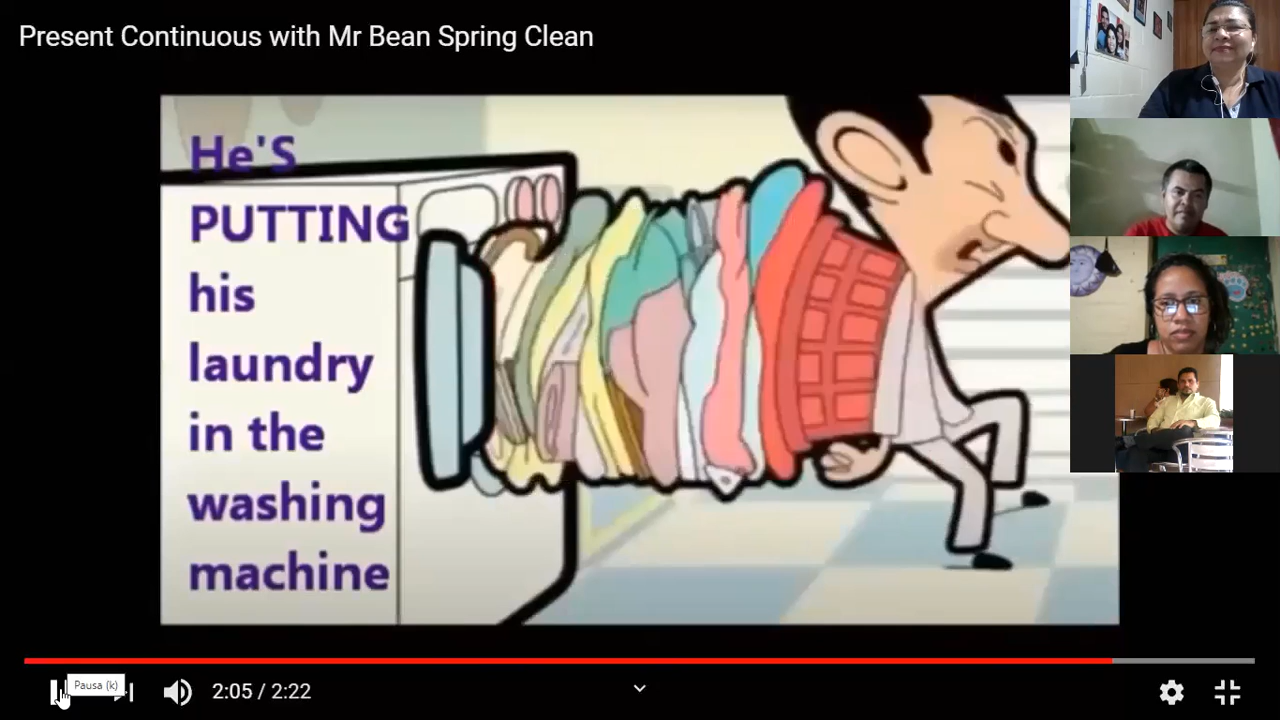 Present Continuous with Mr Bean Spring Clean
He'S
PUTTING
his
laundry
in the
washing
machine
Pausa (k)
2:05 / 2:22